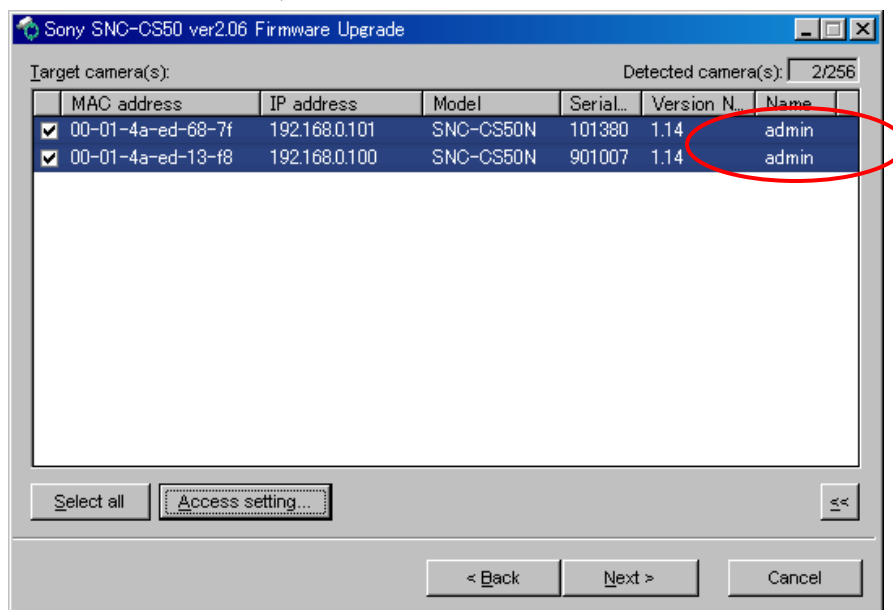 Sony SNC-CS50 ver2.06 Firmware Upgrade
Target camera(s): Detected camera(s): 2/256
MAC address IP address Model Serial... Version N... Name
00-01-4a-ed-68-7f 192.168.0.101 SNC-CS50N 101380 1.14 admin
00-01-4a-ed-13-f8 192.168.0.100 SNC-CS50N 901007 1.14 admin
Select all Access setting... <<
< Back Next > Cancel